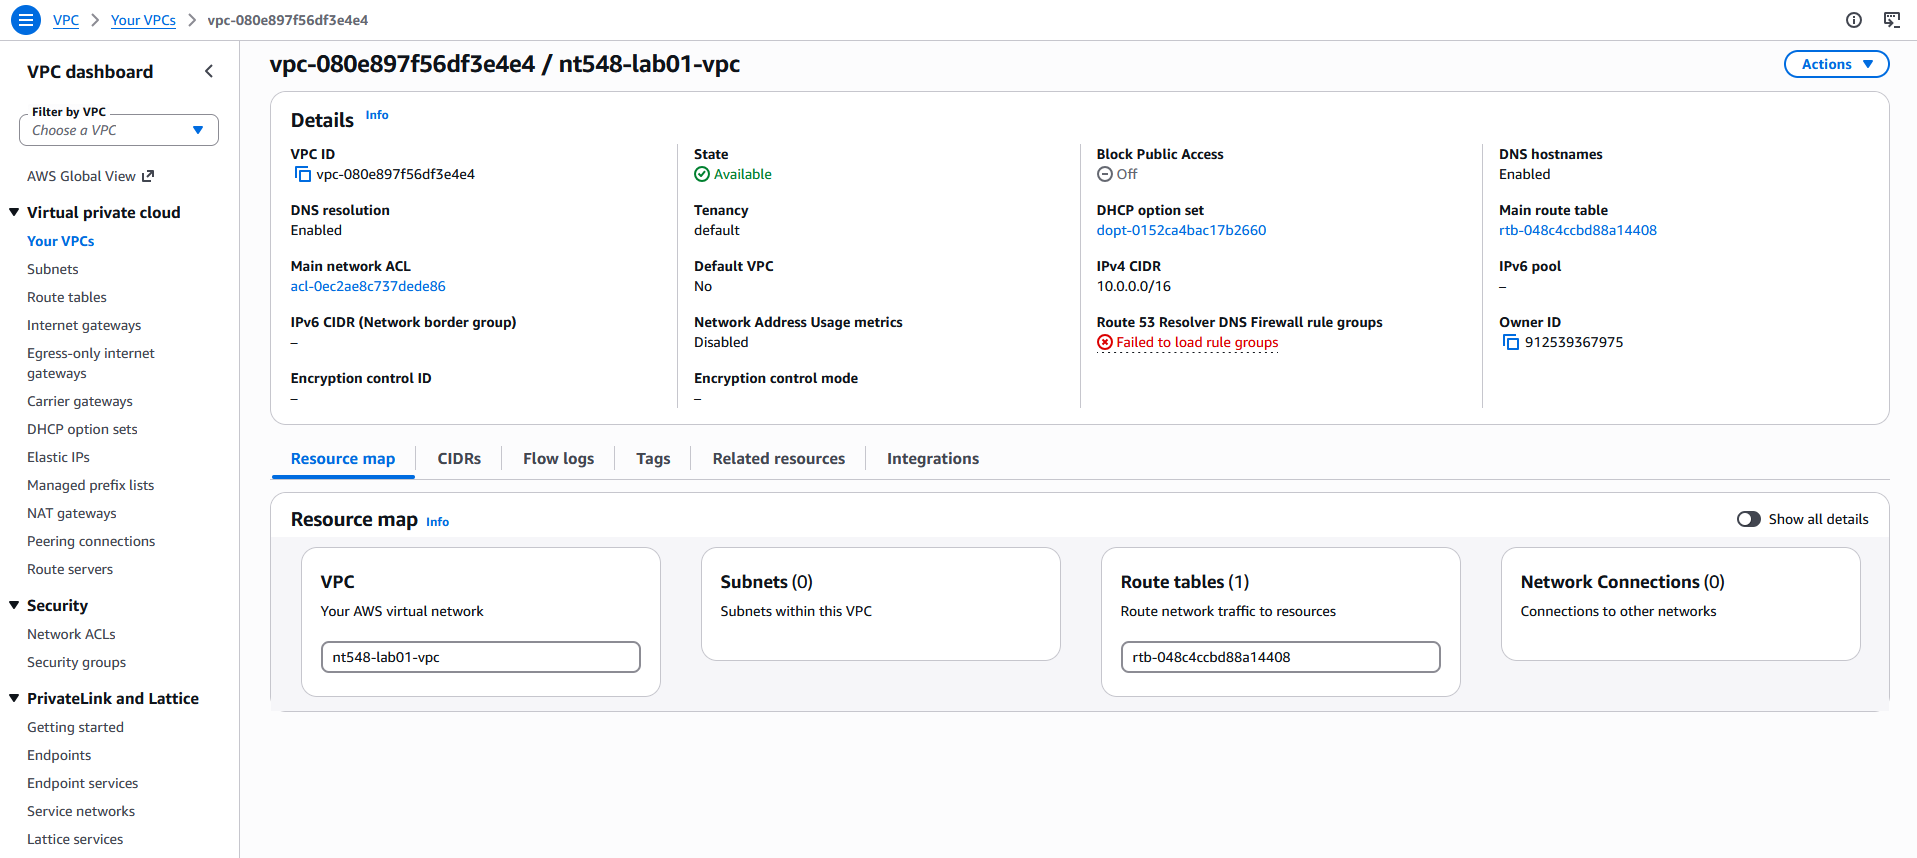 VPC
Your VPCs
vpc-080e897f56df3e4e4
VPC dashboard
Filter by VPC
Choose a VPC
AWS Global View
Virtual private cloud
Your VPCs
Subnets
Route tables
Internet gateways
Egress-only internet
gateways
Carrier gateways
DHCP option sets
Elastic IPs
Managed prefix lists
NAT gateways
Peering connections
Route servers
Security
Network ACLs
Security groups
PrivateLink and Lattice
Getting started
Endpoints
Endpoint services
Service networks
Lattice services
vpc-080e897f56df3e4e4 / nt548-lab01-vpc
Actions
Details Info
VPC ID
vpc-080e897f56df3e4e4
State
Available
Block Public Access
Off
DNS hostnames
Enabled
DNS resolution
Enabled
Tenancy
default
DHCP option set
dopt-0152ca4bac17b2660
Main route table
rtb-048c4ccbd88a14408
Main network ACL
acl-0ec2ae8c737dede86
Default VPC
No
IPv4 CIDR
10.0.0.0/16
IPv6 pool
–
IPv6 CIDR (Network border group)
–
Network Address Usage metrics
Disabled
Route 53 Resolver DNS Firewall rule groups
Failed to load rule groups
Owner ID
912539367975
Encryption control ID
–
Encryption control mode
–
Resource map
CIDRs
Flow logs
Tags
Related resources
Integrations
Resource map Info
Show all details
VPC
Your AWS virtual network
nt548-lab01-vpc
Subnets (0)
Subnets within this VPC
Route tables (1)
Route network traffic to resources
rtb-048c4ccbd88a14408
Network Connections (0)
Connections to other networks